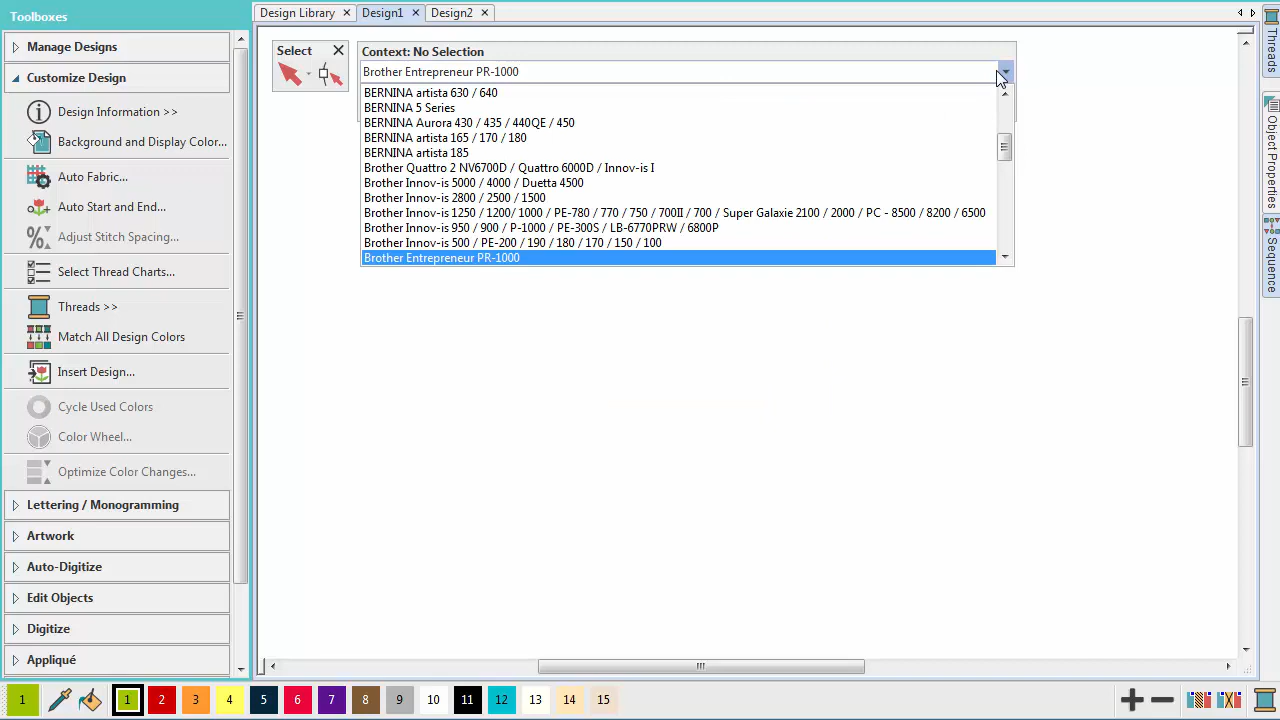 Toolboxes
Manage Designs
Customize Design
Information >>
Background and Display Color...
Auto Fabric...
Auto Start and End...
Adjust Stitch Spacing...
Select Thread Charts...
Threads >>
Match All Design Colors
Insert Design...
Cycle Used Colors
Color Wheel...
Optimize Color Changes...
Lettering / Monogramming
Artwork
Auto-Digitize
Edit Objects
Digitize
Appliqué
Design Library
Design1
Design2
Select
Context: No Selection
Brother Entrepreneur PR-1000
BERNINA artista 630 / 640
BERNINA 5 Series
BERNINA Aurora 430 / 435 / 440QE / 450
BERNINA artista 165 / 170 / 180
BERNINA artista 185
Brother Quattro 2 NV6700D / Quattro 6000D / Innov-is I
Brother Innov-is 5000 / 4000 / Duetta 4500
Brother Innov-is 2800 / 2500 / 1500
Brother Innov-is 1250 / 1200/ 1000 / PE-780 / 770 / 750 / 700II / 700 / Super Galaxie 2100 / 2000 / PC - 8500 / 8200 / 6500
Brother Innov-is 950 / 900 / P-1000 / PE-300S / LB-6770PRW / 6800P
Brother Innov-is 500 / PE-200 / 190 / 180 / 170 / 150 / 100
Brother Entrepreneur PR-1000
Threads
Object Properties
Sequence
1 1 2 3 4 5 6 7 8 9 10 11 12 13 14 15